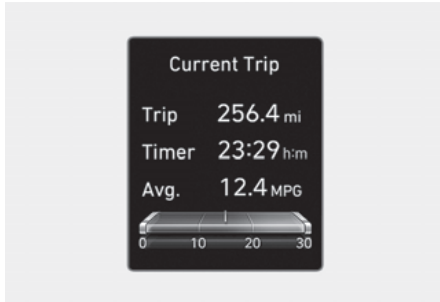 Current Trip
Trip 256.4 mi
Timer 23:29 h:m
Avg. 12.4 MPG
0 10 20 30